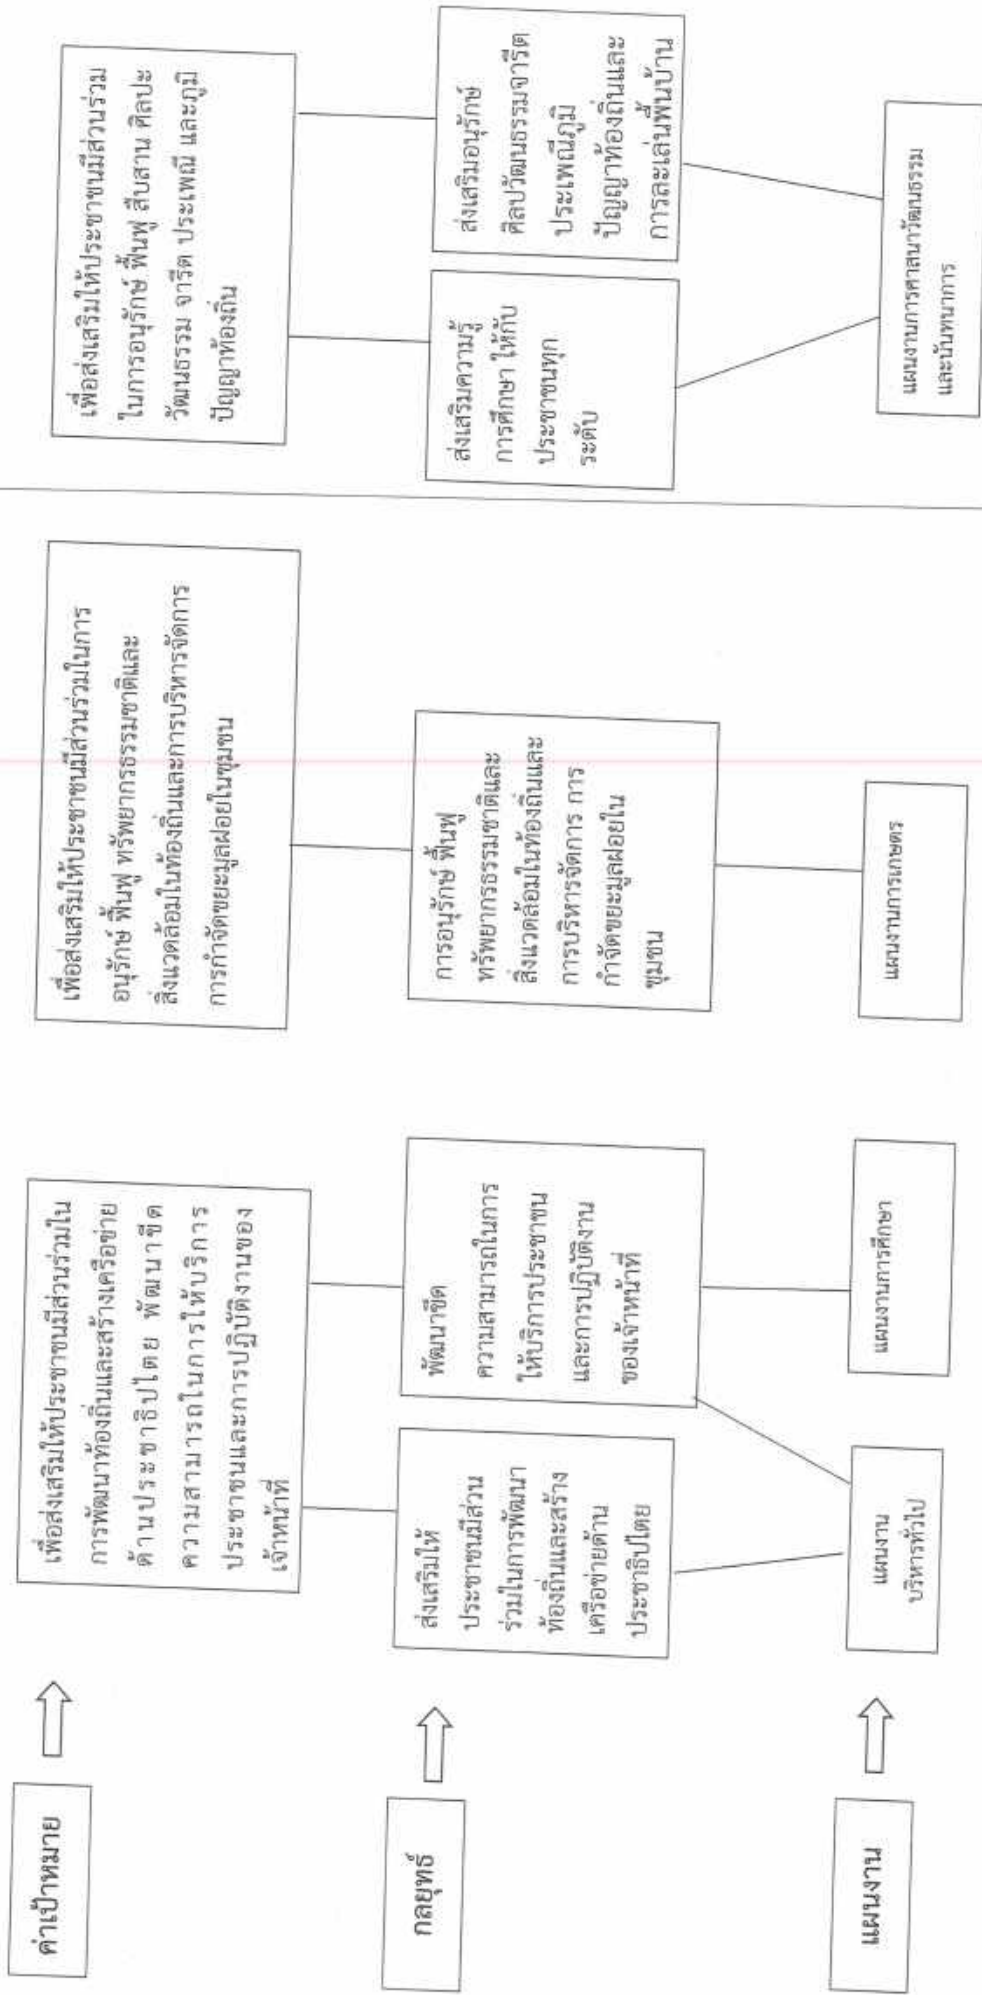 ค่าเป้าหมาย
เพื่อส่งเสริมให้ประชาชนมีส่วนร่วมใน
การพัฒนาท้องถิ่นและสร้างเครือข่าย
ด้านประชาธิปไตย พัฒนาขีด
ความสามารถในการให้บริการ
ประชาชนและการปฏิบัติงานของ
เจ้าหน้าที่
เพื่อส่งเสริมให้ประชาชนมีส่วนร่วมในการ
อนุรักษ์ ฟื้นฟู ทรัพยากรธรรมชาติและ
สิ่งแวดล้อมในท้องถิ่นและการบริหารจัดการ
การกำจัดขยะมูลฝอยในชุมชน
เพื่อส่งเสริมให้ประชาชนมีส่วนร่วม
ในการอนุรักษ์ ฟื้นฟู สืบสาน ศิลปะ
วัฒนธรรม จารีต ประเพณี และภูมิ
ปัญญาท้องถิ่น
กลยุทธ์
ส่งเสริมให้
ประชาชนมีส่วน
ร่วมในการพัฒนา
ท้องถิ่นและสร้าง
เครือข่ายด้าน
ประชาธิปไตย
พัฒนาขีด
ความสามารถในการ
ให้บริการประชาชน
และการปฏิบัติงาน
ของเจ้าหน้าที่
การอนุรักษ์ ฟื้นฟู
ทรัพยากรธรรมชาติและ
สิ่งแวดล้อมในท้องถิ่นและ
การบริหารจัดการ การ
กำจัดขยะมูลฝอยใน
ชุมชน
ส่งเสริมความรู้
การศึกษา ให้กับ
ประชาชนทุก
ระดับ
ส่งเสริมอนุรักษ์
ศิลปวัฒนธรรมจารีต
ประเพณีภูมิ
ปัญญาท้องถิ่นและ
การละเล่นพื้นบ้าน
แผนงาน
แผนงาน
บริหารทั่วไป
แผนงานการศึกษา
แผนงานการเกษตร
แผนงานการศาสนาวัฒนธรรม
และนันทนาการ